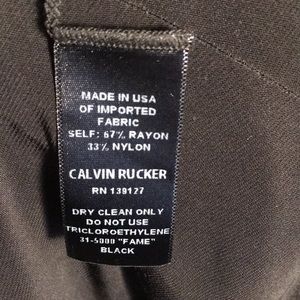 MADE IN USA
OF IMPORTED
FABRIC
SELF: 67% RAYON
33% NYLON
CALVIN RUCKER
RN 139127
DRY CLEAN ONLY
DO NOT USE
TRICLOROETHYLENE
31-5000 "FAME"
BLACK